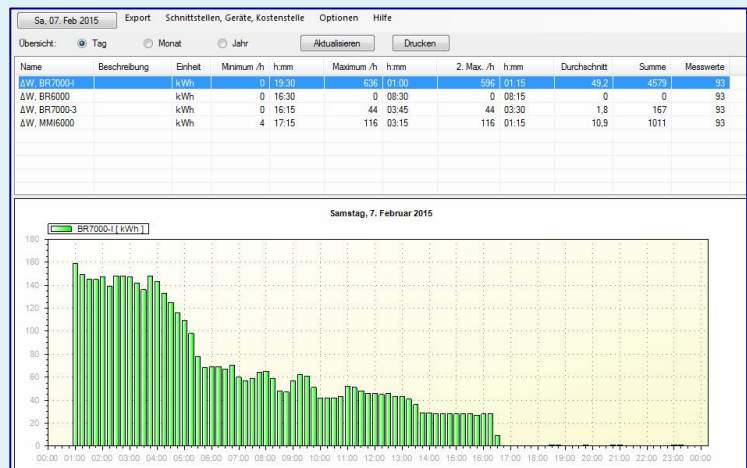 Sa, 07. Feb 2015 Export Schnittstellen, Geräte, Kostenstelle Optionen Hilfe
Übersicht: Tag Monat Jahr Aktualisieren Drucken
Name Beschreibung Einheit Minimum /h h:mm Maximum /h h:mm 2. Max. /h h:mm Durchschnitt Summe Messwerte
ΔW, BR7000-I kWh 0 19:30 636 01:00 596 01:15 49,2 4579 93
ΔW, BR6000 kWh 0 16:30 0 08:30 0 08:15 0 0 93
ΔW, BR7000-3 kWh 0 16:15 44 03:45 44 03:30 1,8 167 93
ΔW, MMI6000 kWh 4 17:15 116 03:15 116 01:15 10,9 1011 93
Samstag, 7. Februar 2015
BR7000-I [ kWh ]
180
160
140
120
100
80
60
40
20
0
00:00 01:00 02:00 03:00 04:00 05:00 06:00 07:00 08:00 09:00 10:00 11:00 12:00 13:00 14:00 15:00 16:00 17:00 18:00 19:00 20:00 21:00 22:00 23:00 00:00